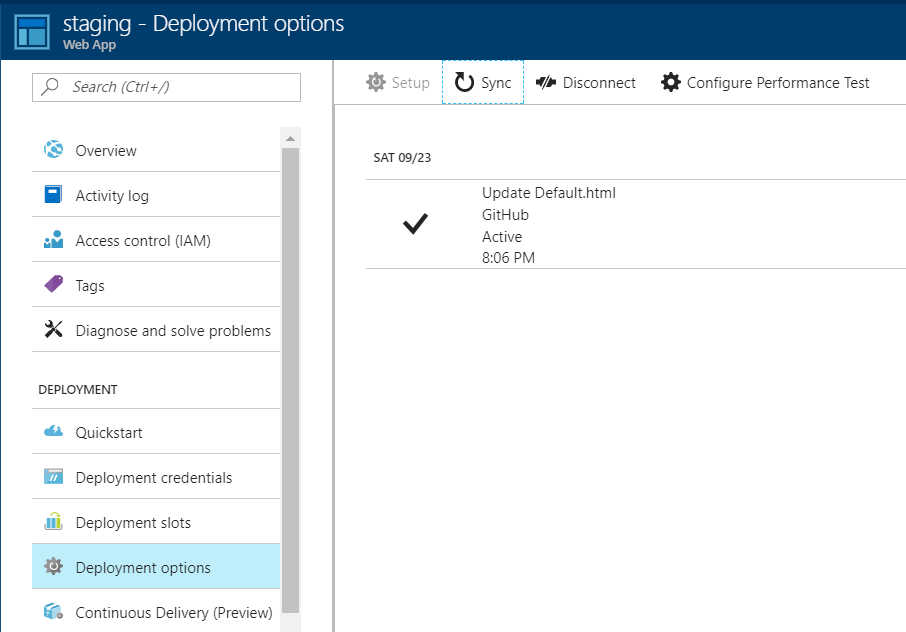 staging - Deployment options
Web App
Search (Ctrl+/)
Overview
Activity log
Access control (IAM)
Tags
Diagnose and solve problems
DEPLOYMENT
Quickstart
Deployment credentials
Deployment slots
Deployment options
Continuous Delivery (Preview)
Setup
Sync
Disconnect
Configure Performance Test
SAT 09/23
Update Default.html
GitHub
Active
8:06 PM